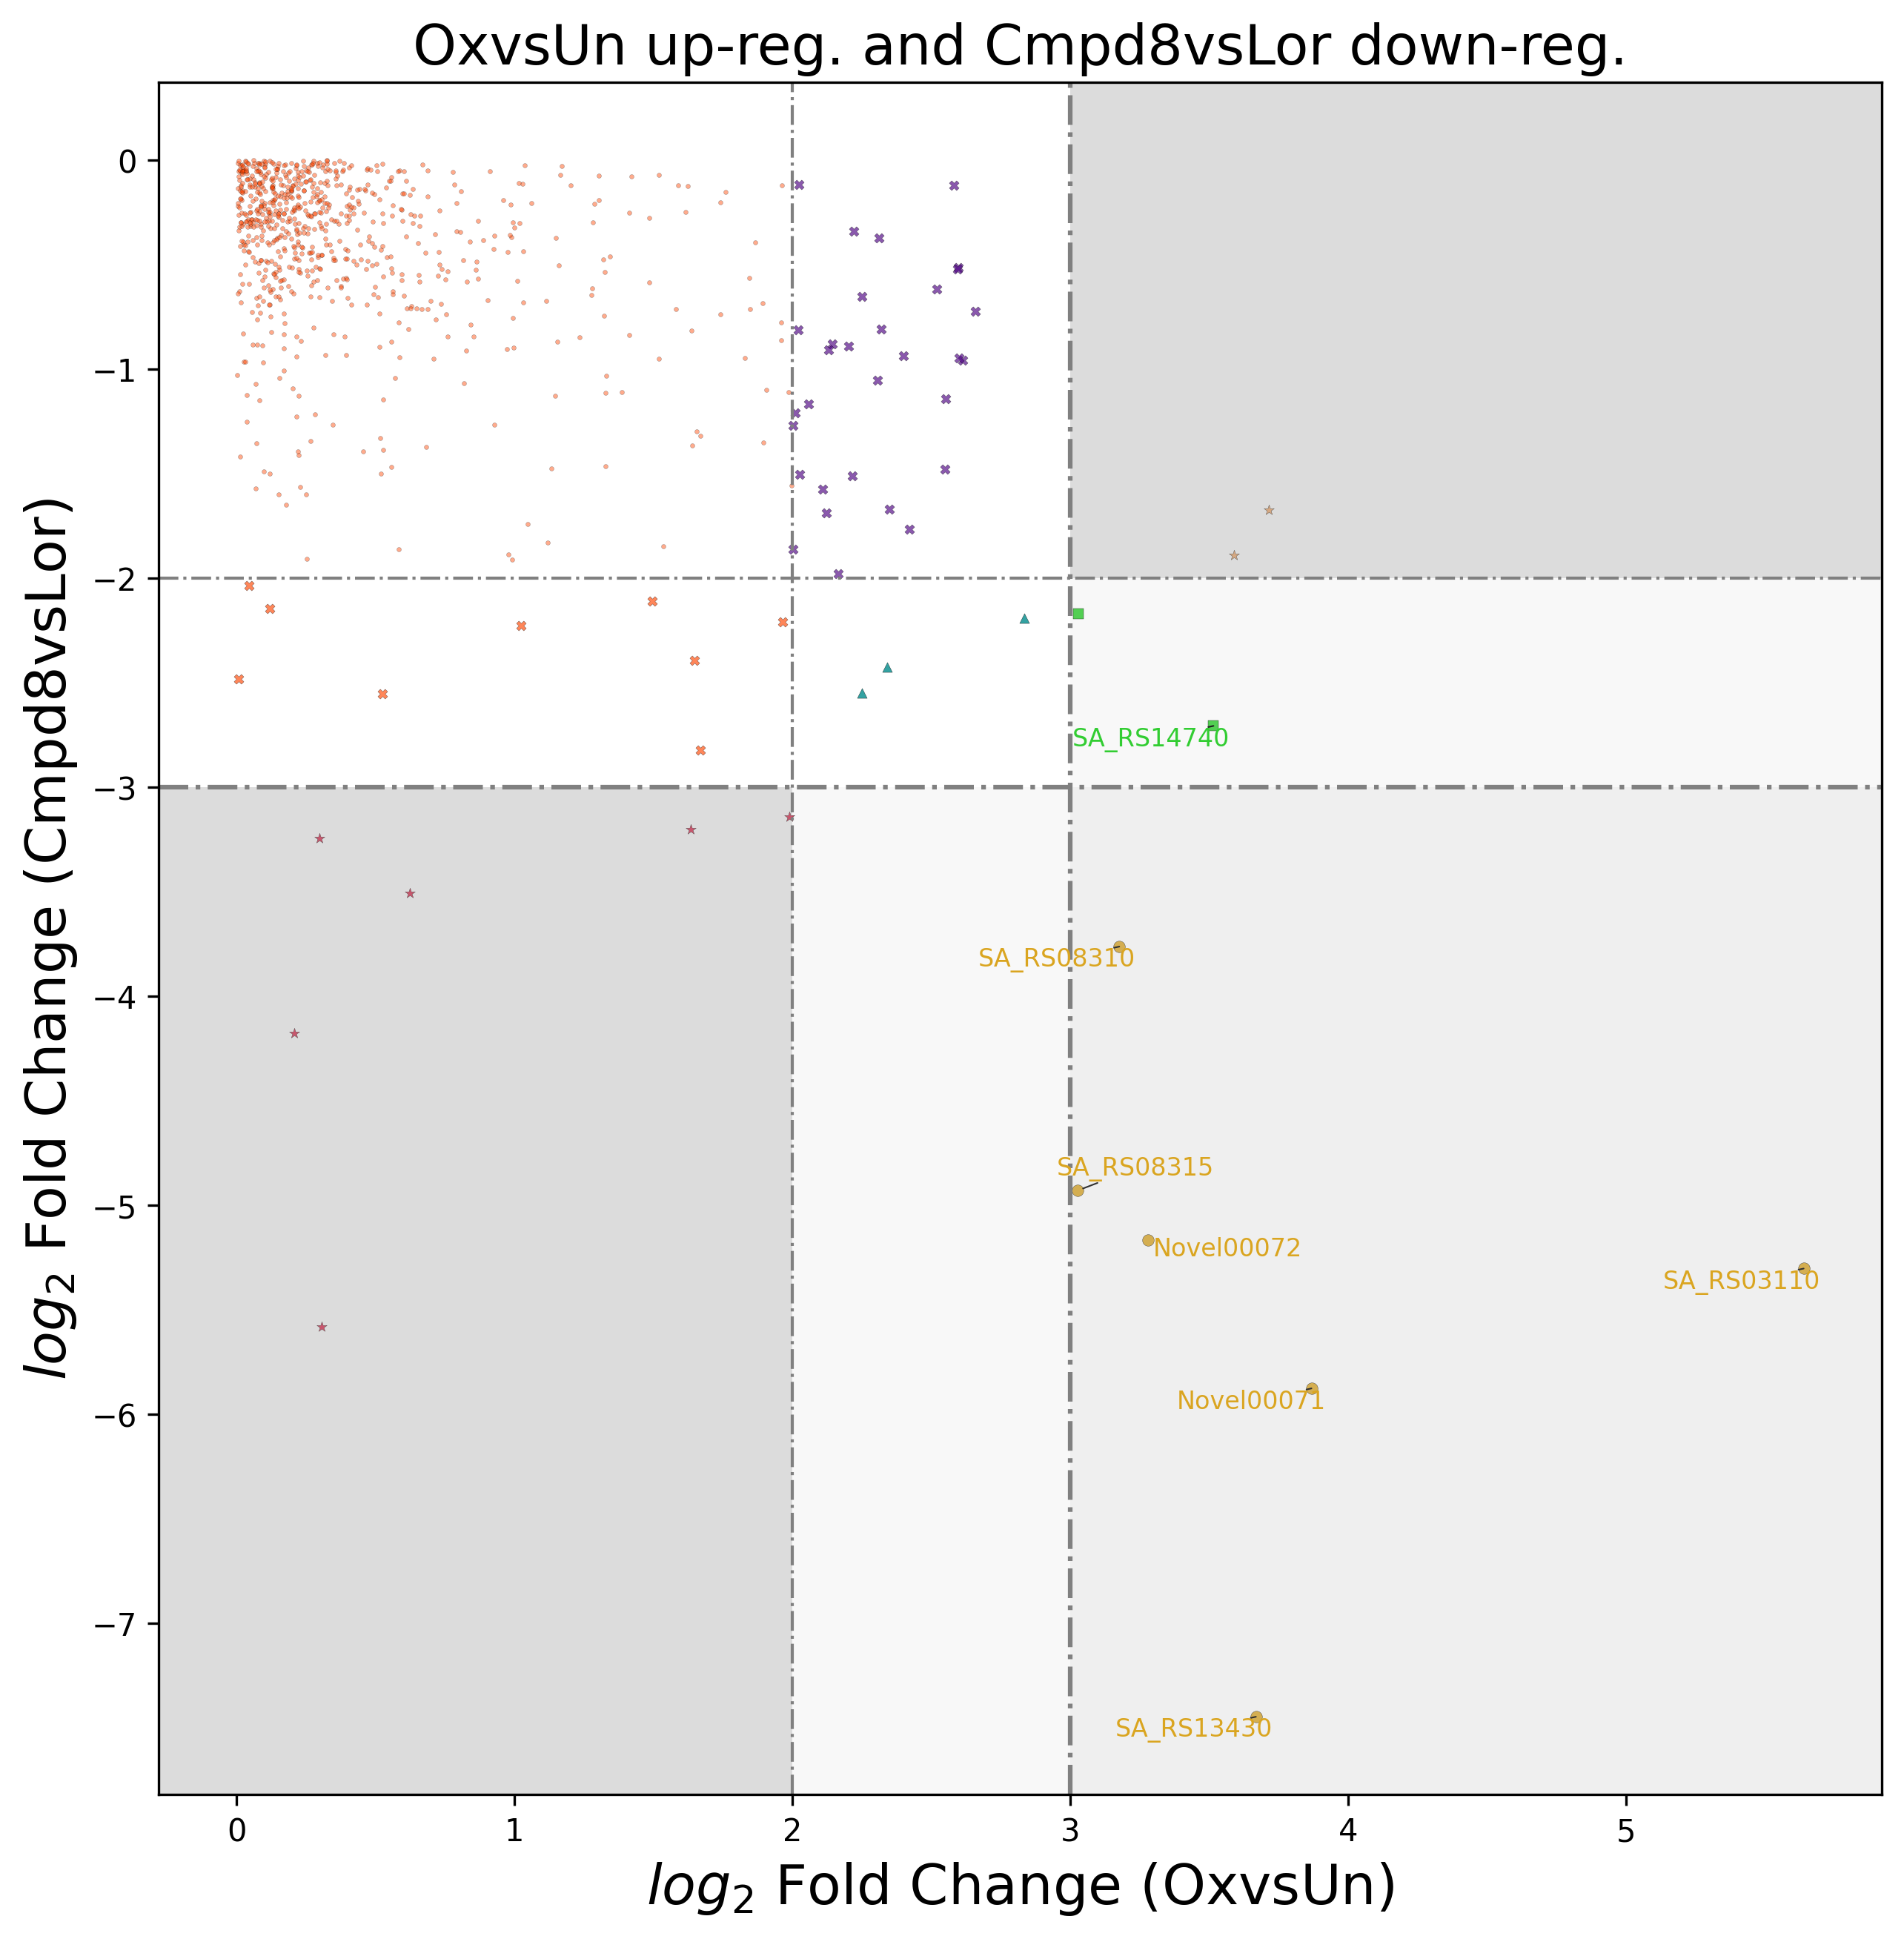 OxvsUn up-reg. and Cmpd8vsLor down-reg.
log₂ Fold Change (Cmpd8vsLor)
0
−1
−2
−3
−4
−5
−6
−7
SA_RS14740
SA_RS08310
SA_RS08315
Novel00072
SA_RS03110
Novel00071
SA_RS13430
0 1 2 3 4 5
log₂ Fold Change (OxvsUn)